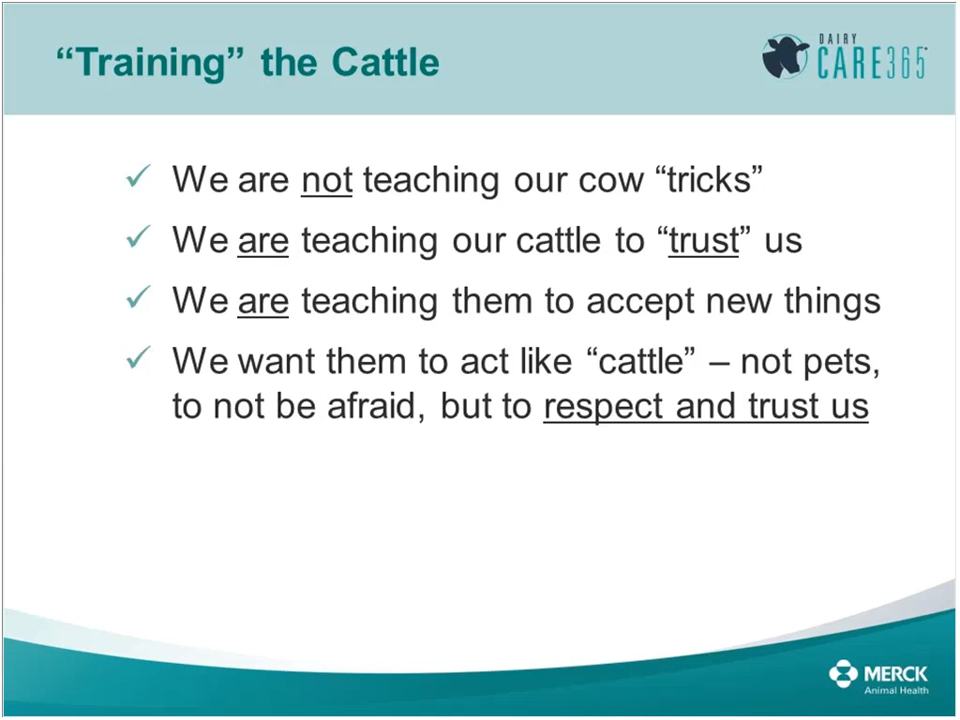 “Training” the Cattle
DAIRY
CARE365™
✓ We are not teaching our cow “tricks”
✓ We are teaching our cattle to “trust” us
✓ We are teaching them to accept new things
✓ We want them to act like “cattle” – not pets,
to not be afraid, but to respect and trust us
MERCK
Animal Health